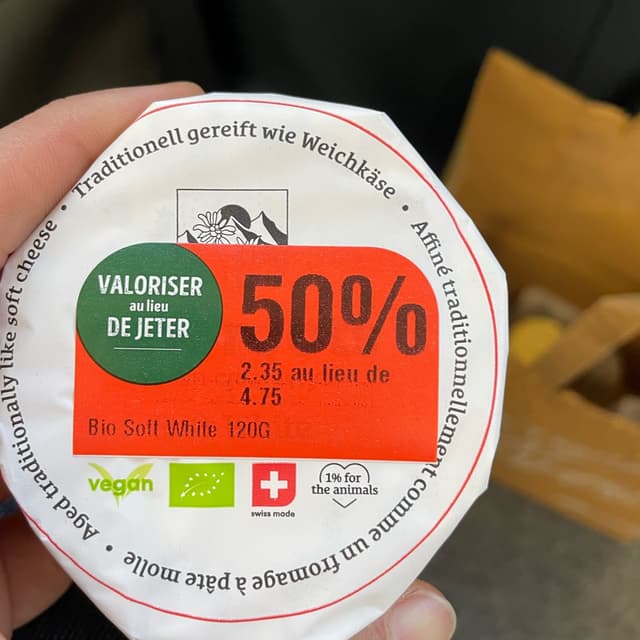 Traditionell gereift wie Weichkäse •
Affiné traditionnellement comme un fromage à pâte molle •
Aged traditionally like soft cheese •
VALORISER
au lieu
DE JETER
50%
2.35 au lieu de
4.75
Bio Soft White 120G
vegan
swiss made
1% for
the animals